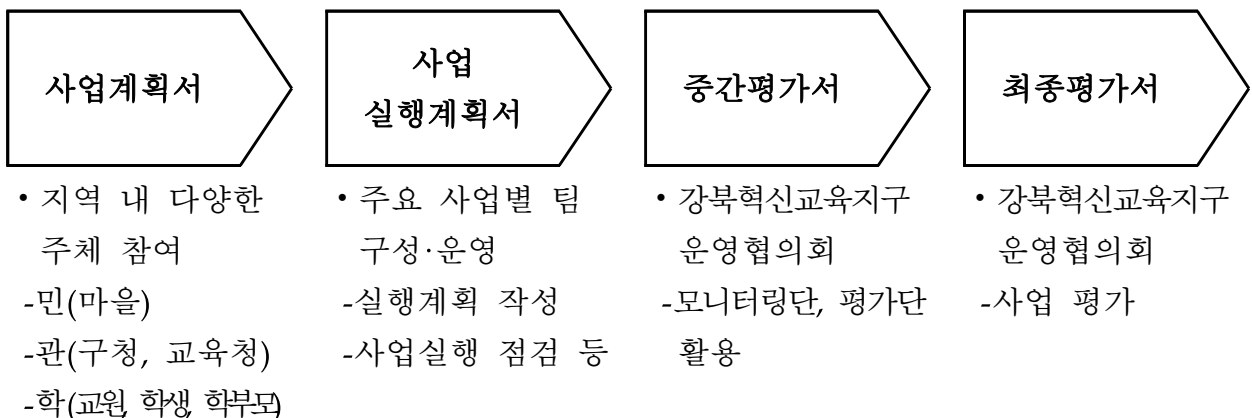 사업계획서
사업
실행계획서
중간평가서
최종평가서
• 지역 내 다양한
주체 참여
-민(마을)
-관(구청, 교육청)
-학(교원, 학생, 학부모)
• 주요 사업별 팀
구성·운영
-실행계획 작성
-사업실행 점검 등
• 강북혁신교육지구
운영협의회
-모니터링단, 평가단
활용
• 강북혁신교육지구
운영협의회
-사업 평가